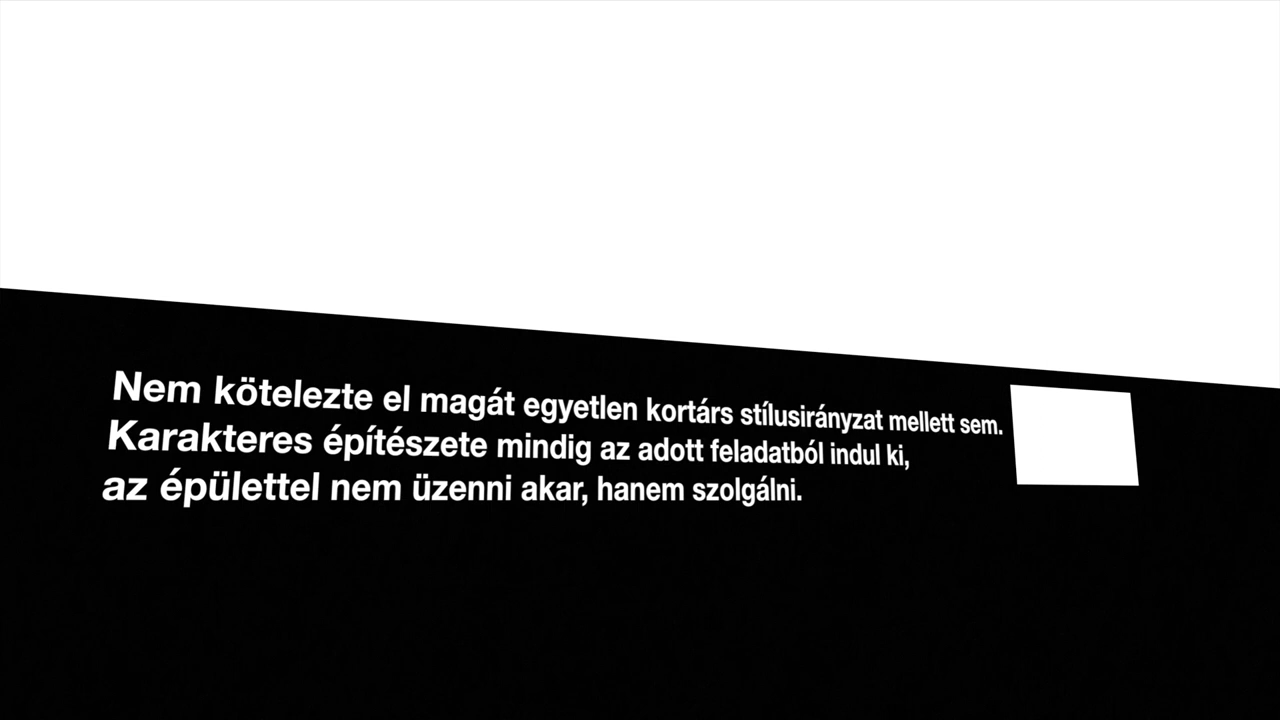 Nem kötelezte el magát egyetlen kortárs stílusirányzat mellett sem.
Karakteres építészete mindig az adott feladatból indul ki,
az épülettel nem üzenni akar, hanem szolgálni.